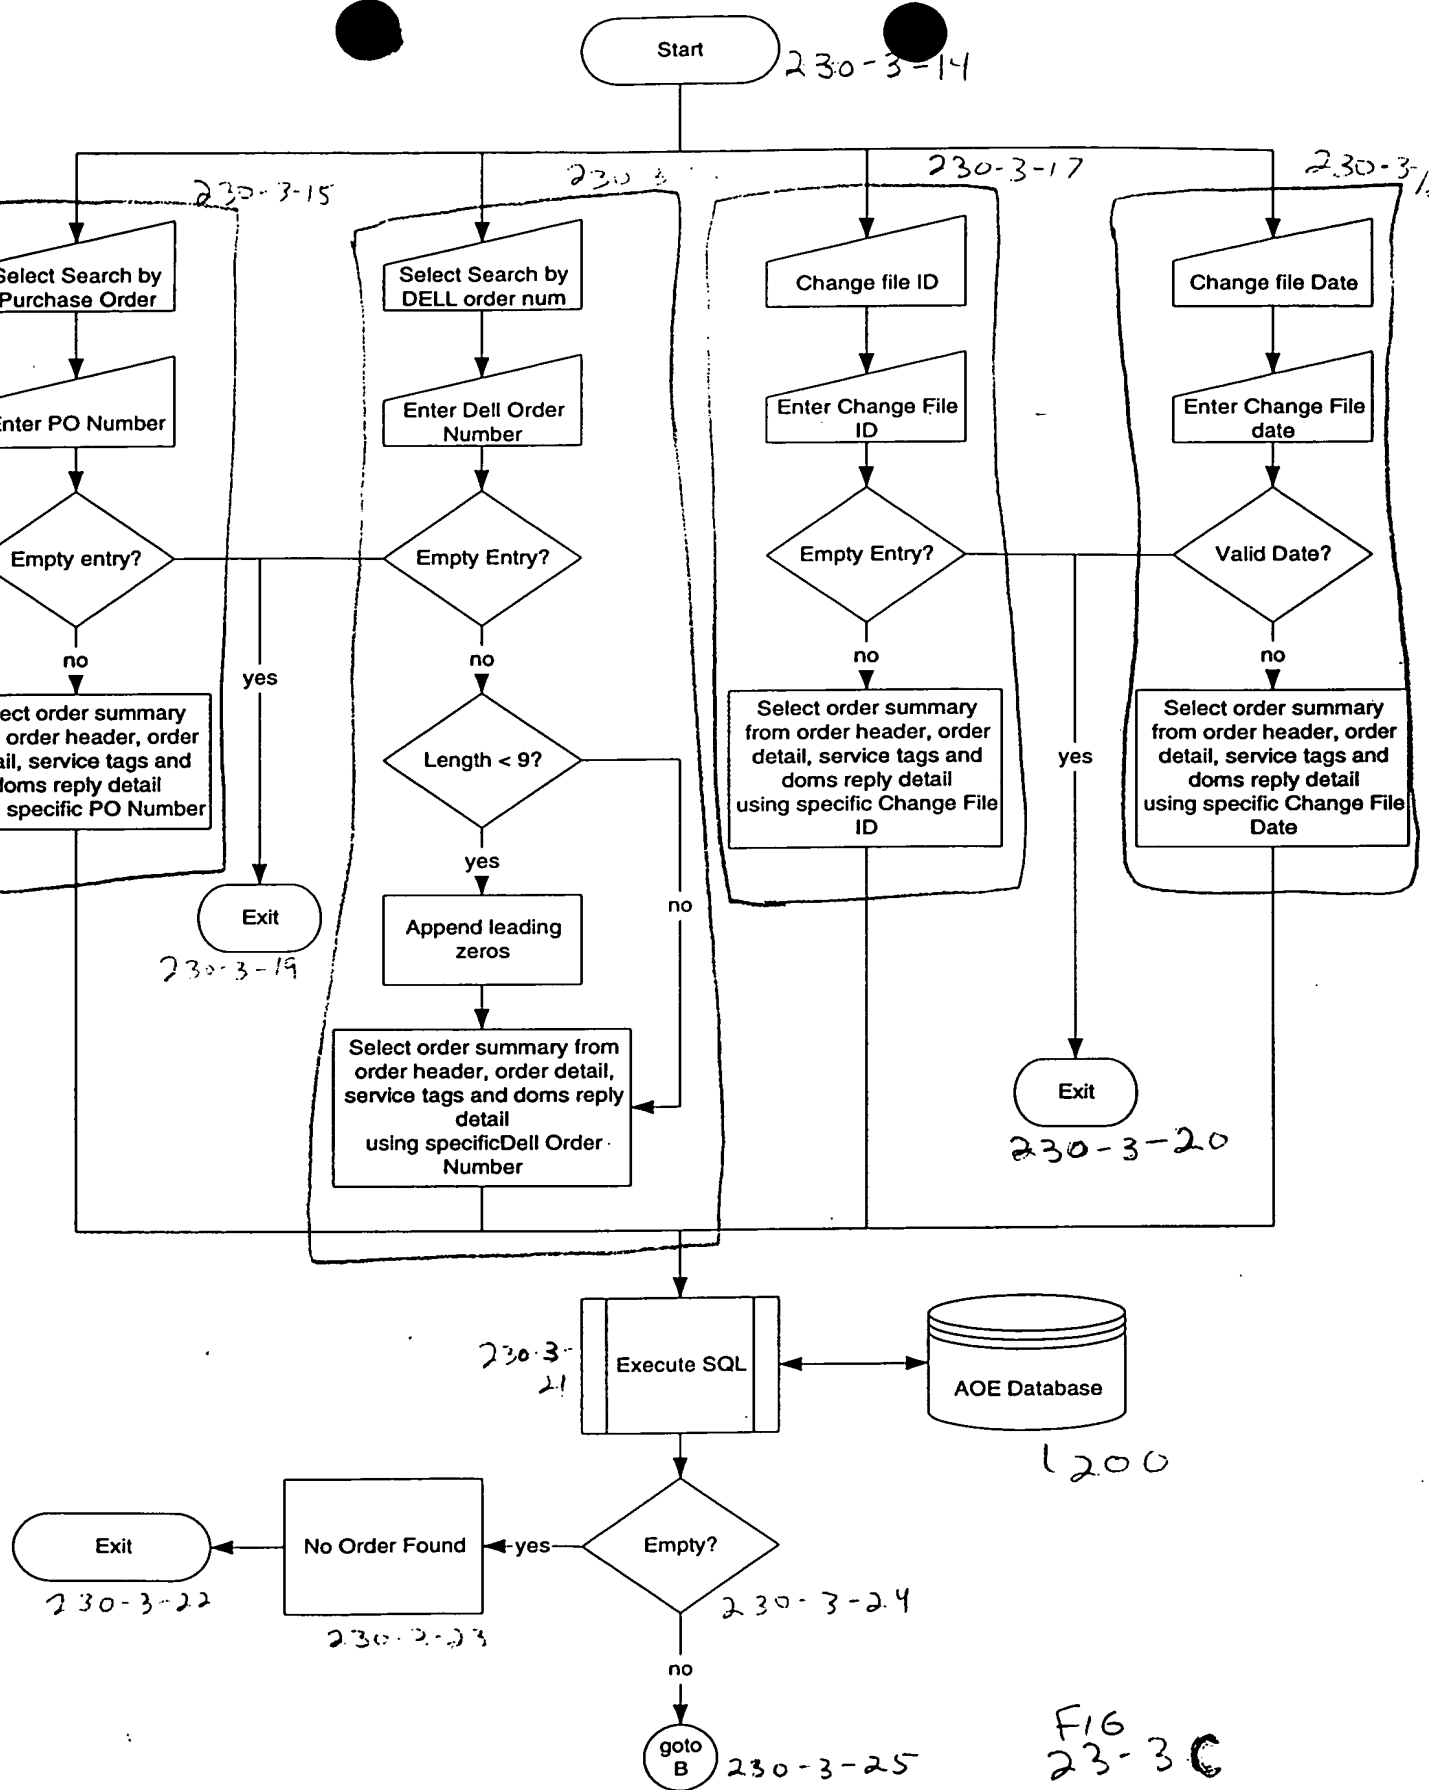 Start
230-3-14
230-3-15
230
230-3-17
230-3-
Select Search by
Purchase Order
Select Search by
DELL order num
Change file ID
Change file Date
Enter PO Number
Enter Dell Order
Number
Enter Change File
ID
Enter Change File
date
Empty entry?
Empty Entry?
Empty Entry?
Valid Date?
no
yes
no
no
yes
no
order summary
order header, order
service tags and
doms reply detail
specific PO Number
Length < 9?
no
yes
Select order summary
from order header, order
detail, service tags and
doms reply detail
using specific Change File
ID
Select order summary
from order header, order
detail, service tags and
doms reply detail
using specific Change File
Date
Exit
230-3-19
Append leading
zeros
Select order summary from
order header, order detail,
service tags and doms reply
detail
using specificDell Order
Number
Exit
230-3-20
230-3-
21
Execute SQL
AOE Database
200
Exit
230-3-22
No Order Found
yes
Empty?
230-3-24
no
goto
B
230-3-25
FIG
23-3C